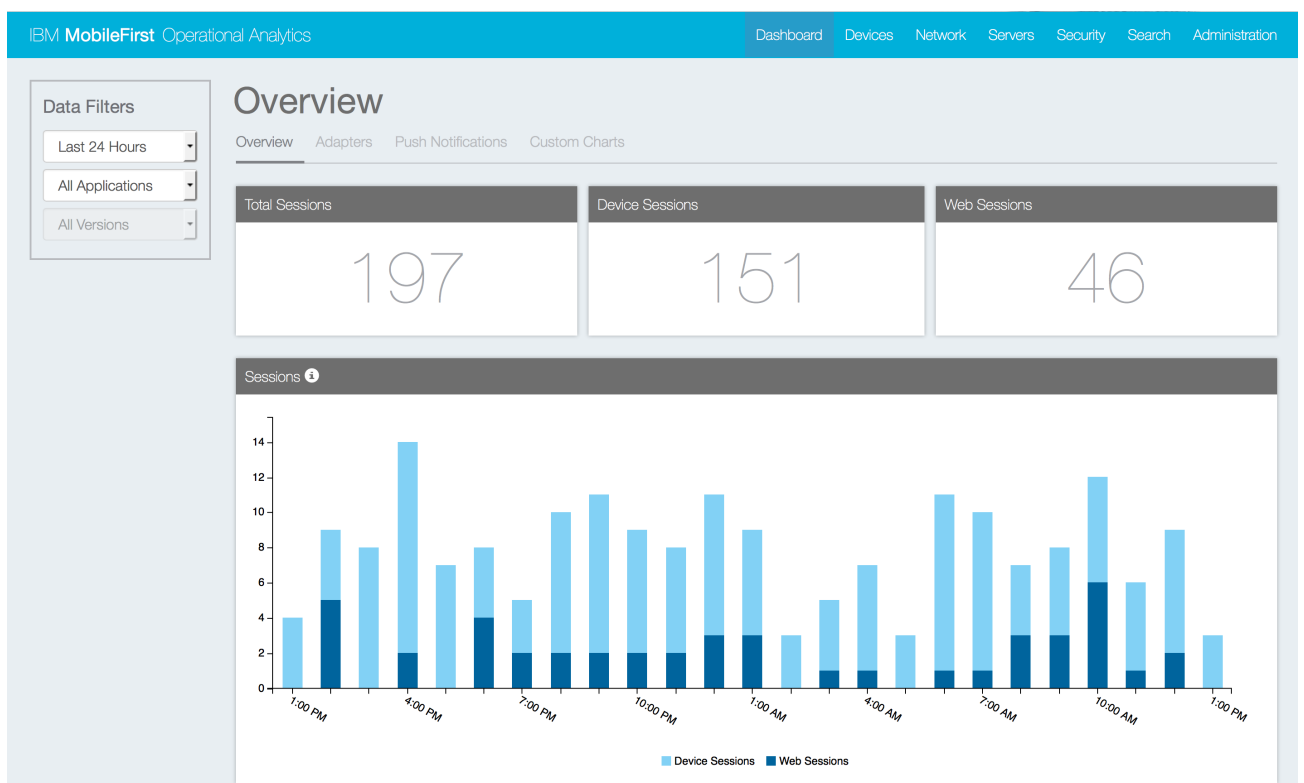 IBM MobileFirst Operational Analytics
Dashboard Devices Network Servers Security Search Administration
Data Filters
Last 24 Hours
All Applications
All Versions
Overview
Overview Adapters Push Notifications Custom Charts
Total Sessions
197
Device Sessions
151
Web Sessions
46
Sessions
14
12
10
8
6
4
2
0
1:00 PM 4:00 PM 7:00 PM 10:00 PM 1:00 AM 4:00 AM 7:00 AM 10:00 AM 1:00 PM
Device Sessions Web Sessions